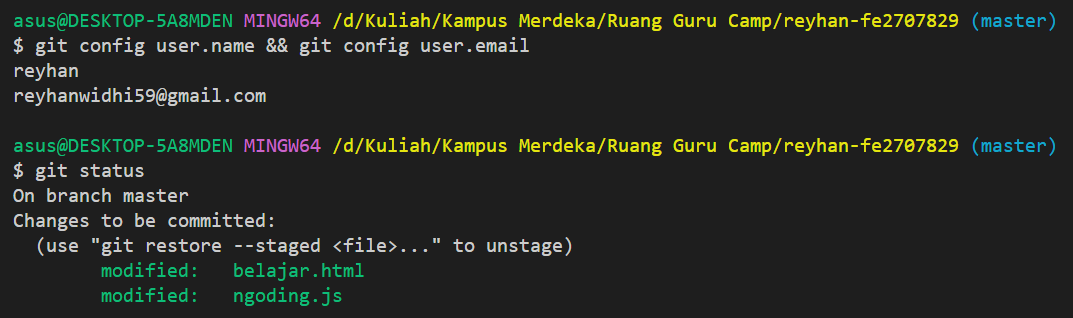 asus@DESKTOP-5A8MDEN MINGW64 /d/Kuliah/Kampus Merdeka/Ruang Guru Camp/reyhan-fe2707829 (master)
$ git config user.name && git config user.email
reyhan
reyhanwidhi59@gmail.com
asus@DESKTOP-5A8MDEN MINGW64 /d/Kuliah/Kampus Merdeka/Ruang Guru Camp/reyhan-fe2707829 (master)
$ git status
On branch master
Changes to be committed:
  (use "git restore --staged <file>..." to unstage)
        modified:   belajar.html
        modified:   ngoding.js